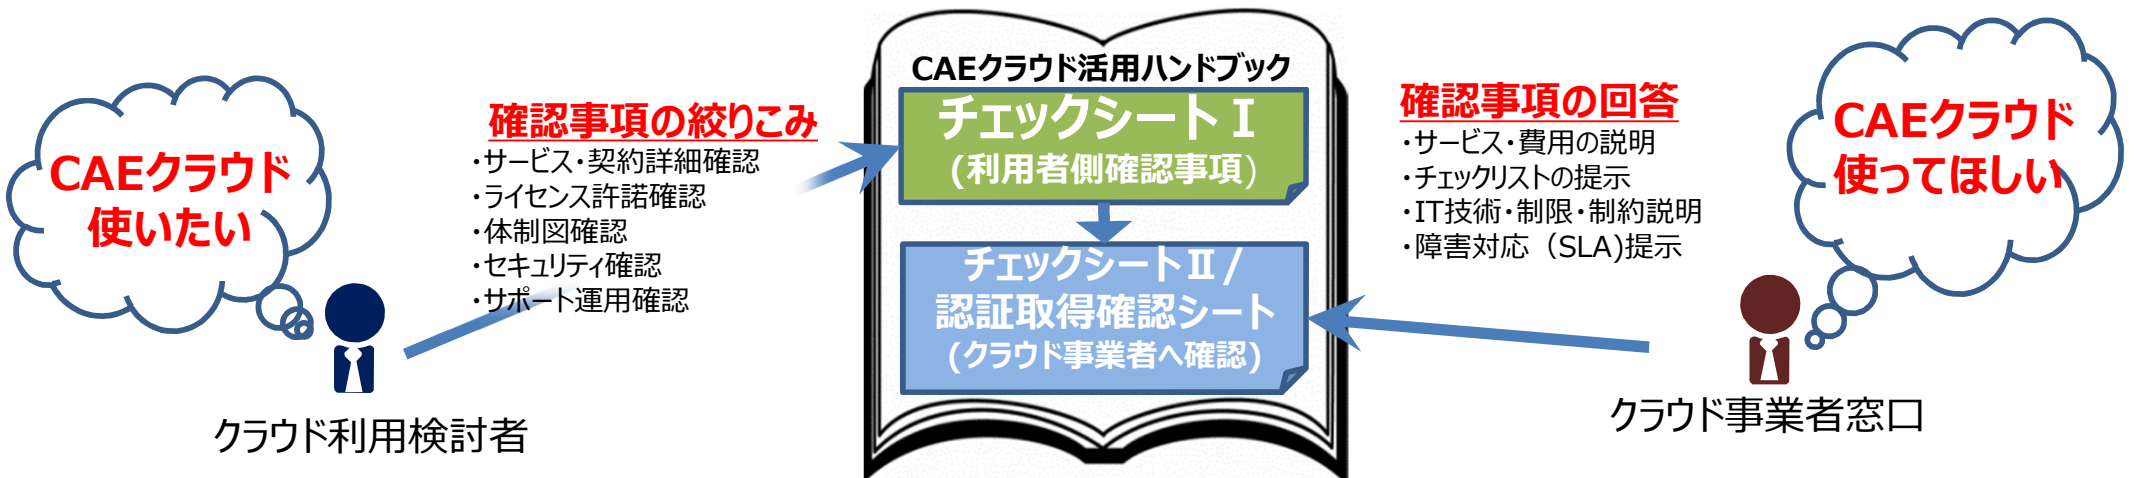 CAEクラウド
使いたい
クラウド利用検討者
確認事項の絞りこみ
・サービス・契約詳細確認
・ライセンス許諾確認
・体制図確認
・セキュリティ確認
・サポート運用確認
CAEクラウド活用ハンドブック
チェックシートⅠ
(利用者側確認事項)
チェックシートⅡ/
認証取得確認シート
(クラウド事業者へ確認)
確認事項の回答
・サービス・費用の説明
・チェックリストの提示
・IT技術・制限・制約説明
・障害対応（SLA)提示
CAEクラウド
使ってほしい
クラウド事業者窓口